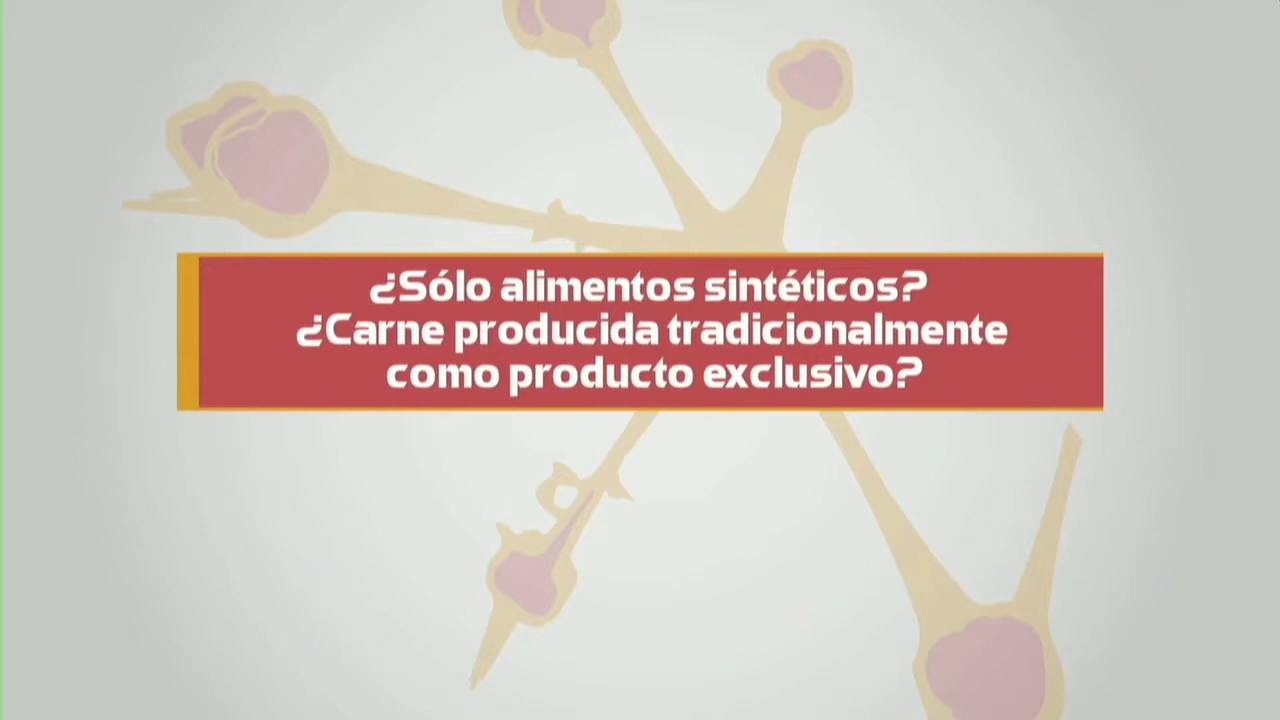 ¿Sólo alimentos sintéticos?
¿Carne producida tradicionalmente
como producto exclusivo?